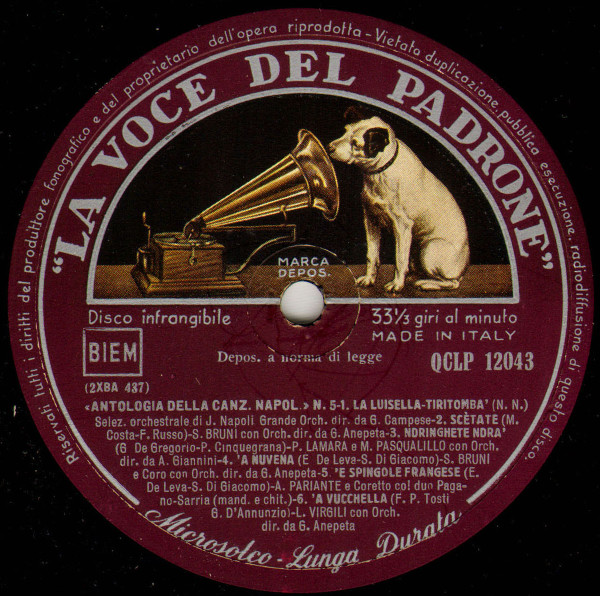 Riservati tutti i diritti del produttore fonografico e del proprietario dell'opera riprodotta - Vietata duplicazione, pubblica esecuzione, radiodiffusione di questo disco.
"LA VOCE DEL PADRONE"
MARCA
DEPOS.
Disco infrangibile
33⅓ giri al minuto
MADE IN ITALY
BIEM
Depos. a norma di legge
QCLP 12043
(2XBA 437)
«ANTOLOGIA DELLA CANZ. NAPOL.» N. 5-1. LA LUISELLA-TIRITOMBA' (N. N.)
Selez. orchestrale di J. Napoli Grande Orch. dir. da G. Campese-2. SCÉTATE (M.
Costa-F. Russo)-S. BRUNI con Orch. dir. da G. Anepeta-3. NDRINGHETE NDRA'
(G. De Gregorio-P. Cinquegrana)-P. LAMARA e M. PASQUALILLO con Orch.
dir. da A. Giannini-4. 'A NUVENA (E De Leva-S. Di Giacomo)-S. BRUNI
e Coro con Orch. dir. da G. Anepeta-5 'E SPINGOLE FRANGESE (E.
De Leva-S. Di Giacomo)-A. PARIANTE e Coretto col duo Paga-
no-Sarria (mand. e chit.)-6. 'A VUCCHELLA (F. P. Tosti
G. D'Annunzio)-L. VIRGILI con Orch.
dir. da G. Anepeta
Microsolco - Lunga Durata